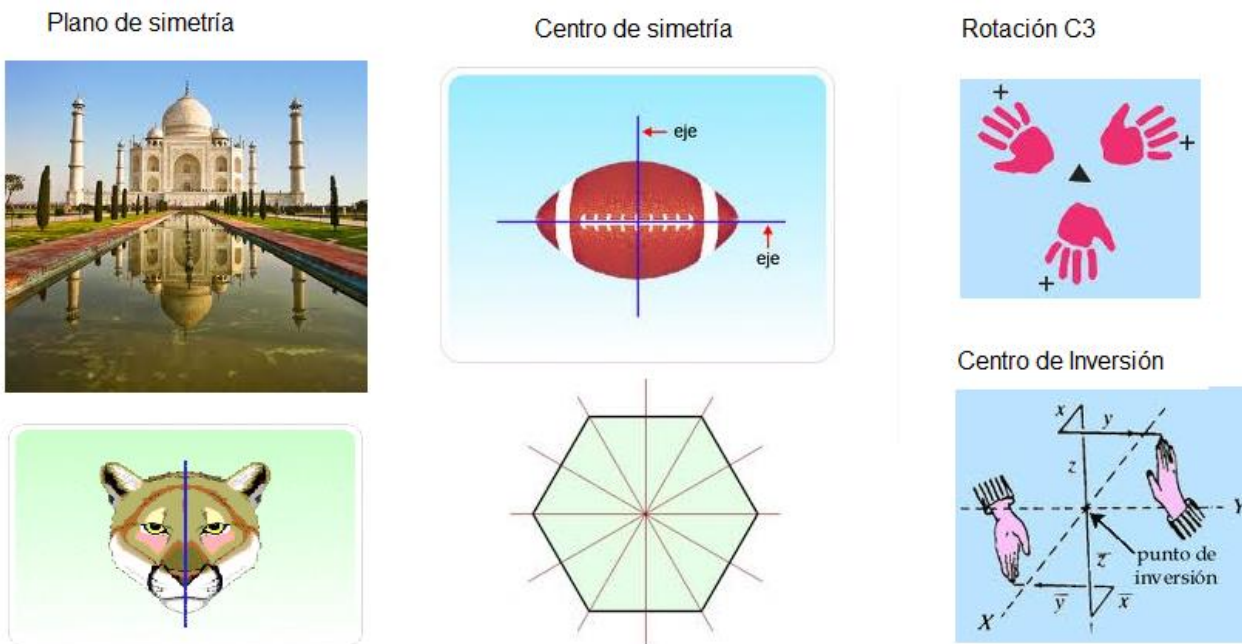 Plano de simetría
Centro de simetría
Rotación C3
eje
eje
+
+
+
Centro de Inversión
x
y
z
Y
punto de
inversión
z̅
y̅
x̅
X